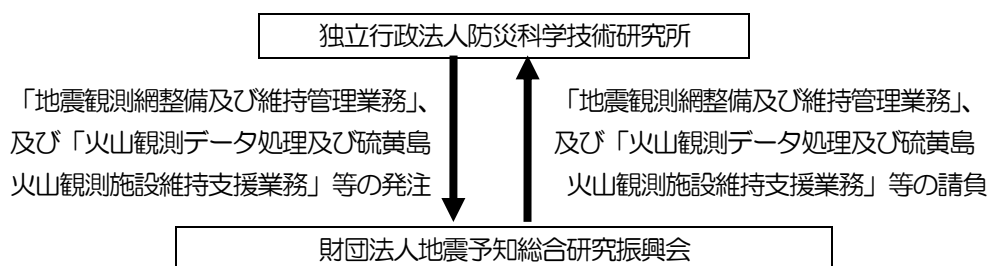 独立行政法人防災科学技術研究所
「地震観測網整備及び維持管理業務」、
及び「火山観測データ処理及び硫黄島
火山観測施設維持支援業務」等の発注
「地震観測網整備及び維持管理業務」、
及び「火山観測データ処理及び硫黄島
火山観測施設維持支援業務」等の請負
財団法人地震予知総合研究振興会